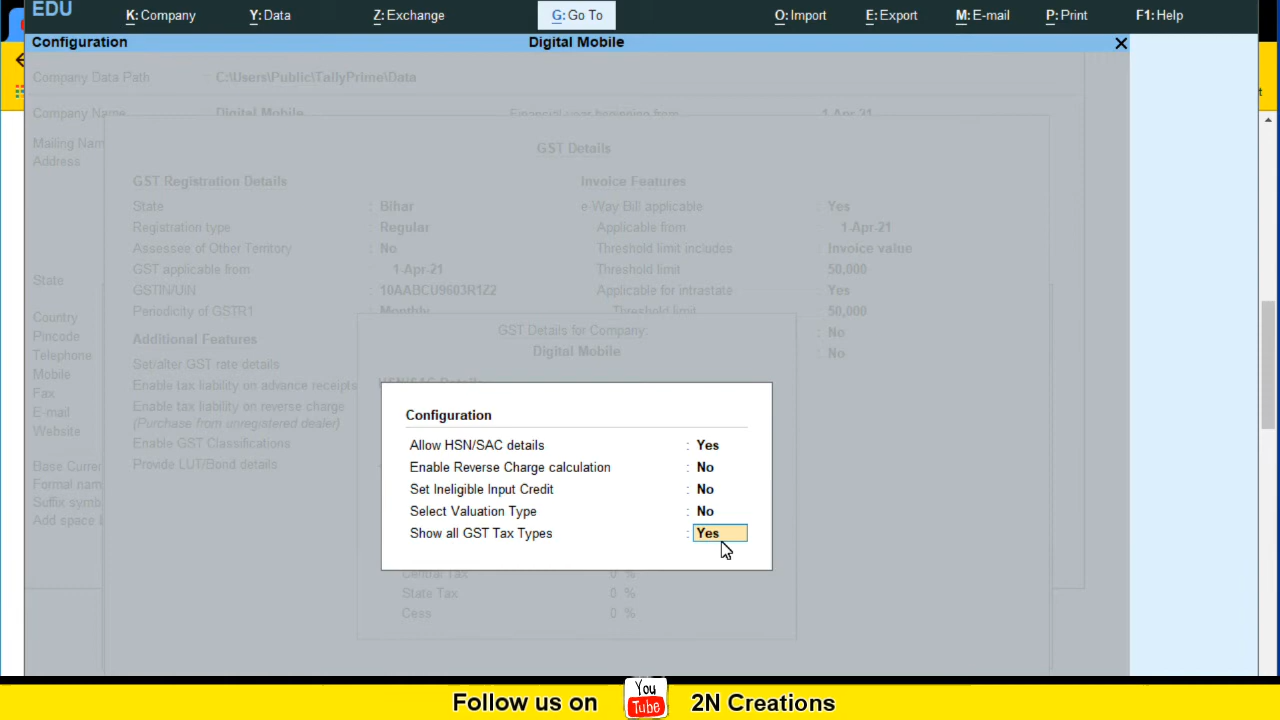 EDU K: Company Y: Data Z: Exchange G: Go To O: Import E: Export M: E-mail P: Print F1: Help
Configuration Digital Mobile
Company Data Path : C:\Users\Public\TallyPrime\Data
Company Name : Digital Mobile Financial year beginning from : 1-Apr-21
Mailing Nam
Address
GST Details
GST Registration Details Invoice Features
State : Bihar e-Way Bill applicable : Yes
Registration type : Regular Applicable from : 1-Apr-21
Assessee of Other Territory : No Threshold limit includes : Invoice value
GST applicable from : 1-Apr-21 Threshold limit : 50,000
State
GSTIN/UIN : 10AABCU9603R1Z2 Applicable for intrastate : Yes
Periodicity of GSTR1 : Monthly Threshold limit : 50,000
Country
Pincode
Telephone
Mobile
Fax
E-mail
Website
: No
: No
Additional Features
Set/alter GST rate details
Enable tax liability on advance receipts
Enable tax liability on reverse charge
(Purchase from unregistered dealer)
Enable GST Classifications
Provide LUT/Bond details
Base Curren
Formal nam
Suffix symb
Add space b
GST Details for Company:
Digital Mobile
HSN/SAC Details
Configuration
Allow HSN/SAC details : Yes
Enable Reverse Charge calculation : No
Set Ineligible Input Credit : No
Select Valuation Type : No
Show all GST Tax Types : Yes
Central Tax 0 %
State Tax 0 %
Cess 0 %
Follow us on You Tube 2N Creations